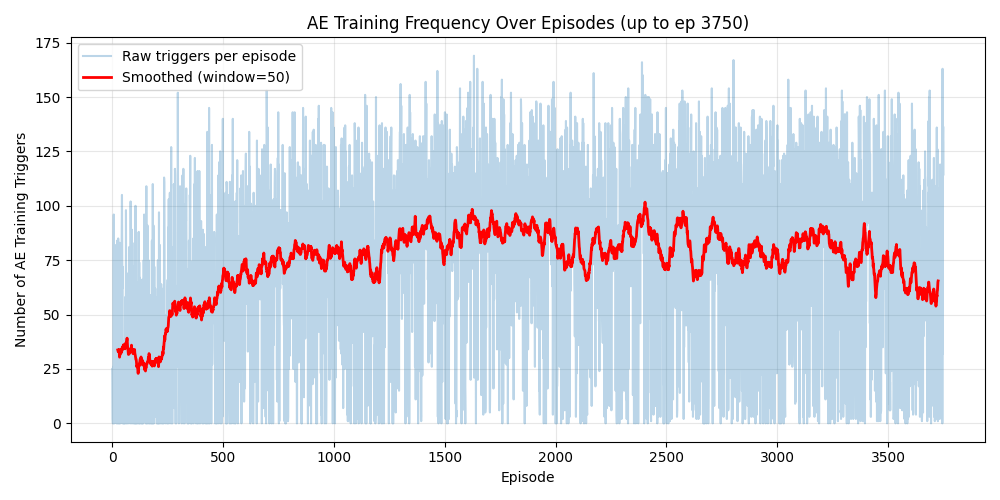 AE Training Frequency Over Episodes (up to ep 3750)
Raw triggers per episode
Smoothed (window=50)
Number of AE Training Triggers
175
150
125
100
75
50
25
0
0 500 1000 1500 2000 2500 3000 3500
Episode